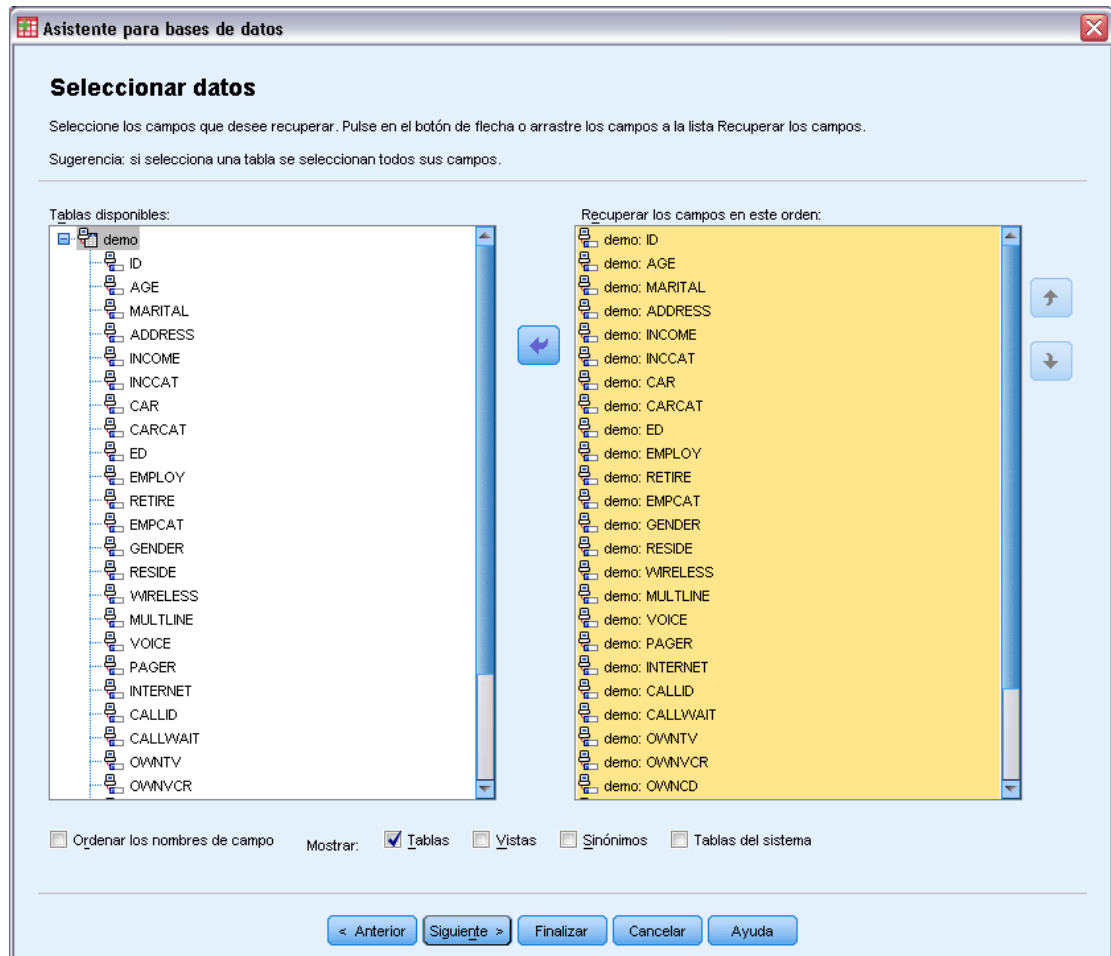 Asistente para bases de datos
Seleccionar datos
Seleccione los campos que desee recuperar. Pulse en el botón de flecha o arrastre los campos a la lista Recuperar los campos.
Sugerencia: si selecciona una tabla se seleccionan todos sus campos.
Tablas disponibles:
demo
ID
AGE
MARITAL
ADDRESS
INCOME
INCCAT
CAR
CARCAT
ED
EMPLOY
RETIRE
EMPCAT
GENDER
RESIDE
WIRELESS
MULTLINE
VOICE
PAGER
INTERNET
CALLID
CALLWAIT
OWNTV
OWNVCR
Recuperar los campos en este orden:
demo: ID
demo: AGE
demo: MARITAL
demo: ADDRESS
demo: INCOME
demo: INCCAT
demo: CAR
demo: CARCAT
demo: ED
demo: EMPLOY
demo: RETIRE
demo: EMPCAT
demo: GENDER
demo: RESIDE
demo: WIRELESS
demo: MULTLINE
demo: VOICE
demo: PAGER
demo: INTERNET
demo: CALLID
demo: CALLWAIT
demo: OWNTV
demo: OWNVCR
demo: OWNCD
Ordenar los nombres de campo Mostrar: Tablas Vistas Sinónimos Tablas del sistema
< Anterior Siguiente > Finalizar Cancelar Ayuda